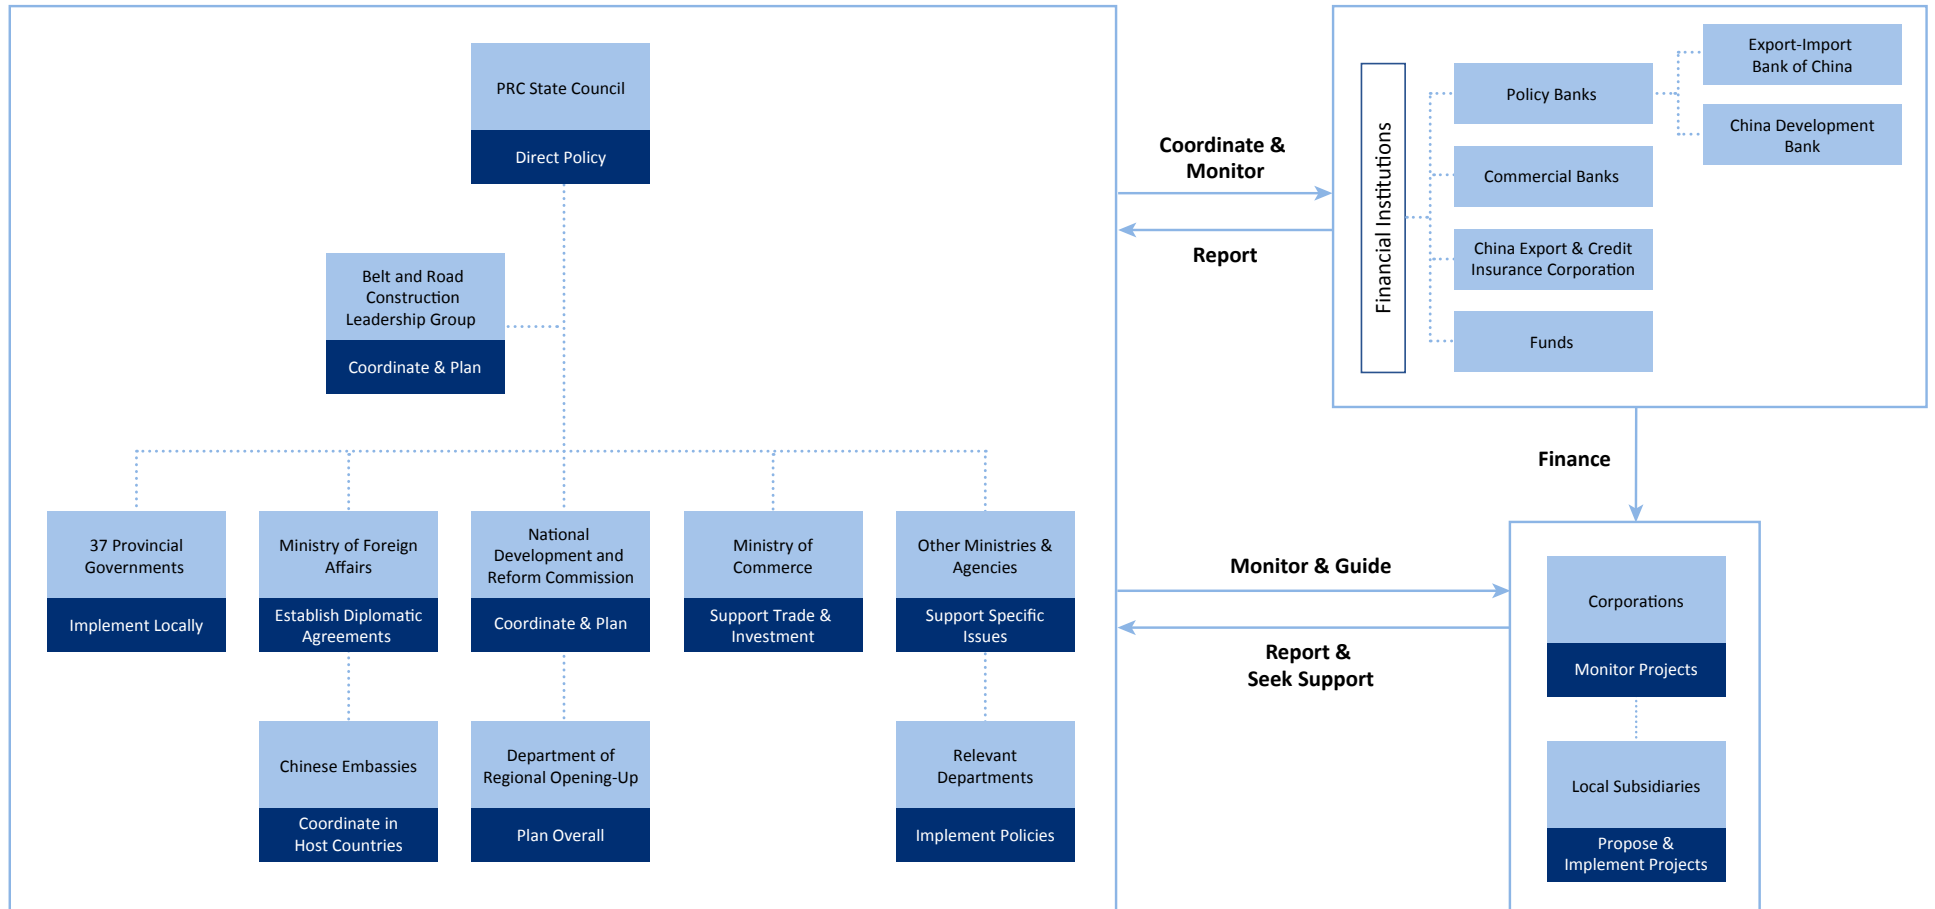 PRC State Council
Direct Policy
Belt and Road
Construction
Leadership Group
Coordinate & Plan
37 Provincial
Governments
Implement Locally
Ministry of Foreign
Affairs
Establish Diplomatic
Agreements
National
Development and
Reform Commission
Coordinate & Plan
Ministry of
Commerce
Support Trade &
Investment
Other Ministries &
Agencies
Support Specific
Issues
Chinese Embassies
Coordinate in
Host Countries
Department of
Regional Opening-Up
Plan Overall
Relevant
Departments
Implement Policies
Coordinate &
Monitor
Report
Financial Institutions
Policy Banks
Export-Import
Bank of China
China Development
Bank
Commercial Banks
China Export & Credit
Insurance Corporation
Funds
Finance
Monitor & Guide
Report &
Seek Support
Corporations
Monitor Projects
Local Subsidiaries
Propose &
Implement Projects